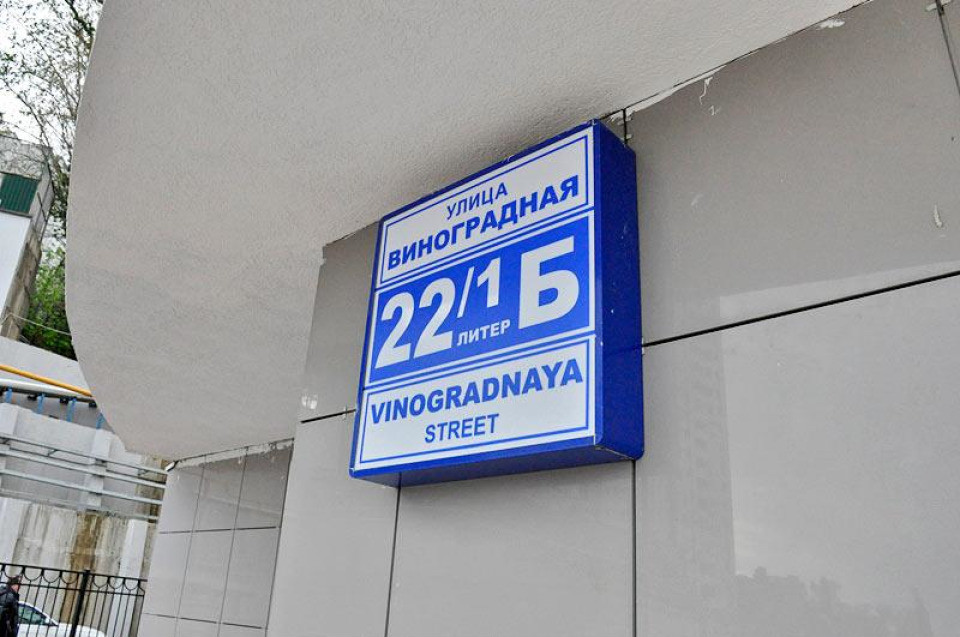 УЛИЦА
ВИНОГРАДНАЯ
22/1 ЛИТЕР Б
VINOGRADNAYA
STREET